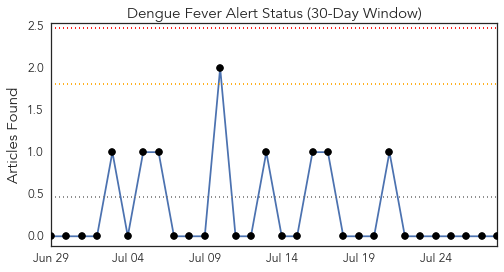 Dengue Fever Alert Status (30-Day Window)
Articles Found
2.5
2.0
1.5
1.0
0.5
0.0
Jun 29 Jul 04 Jul 09 Jul 14 Jul 19 Jul 24